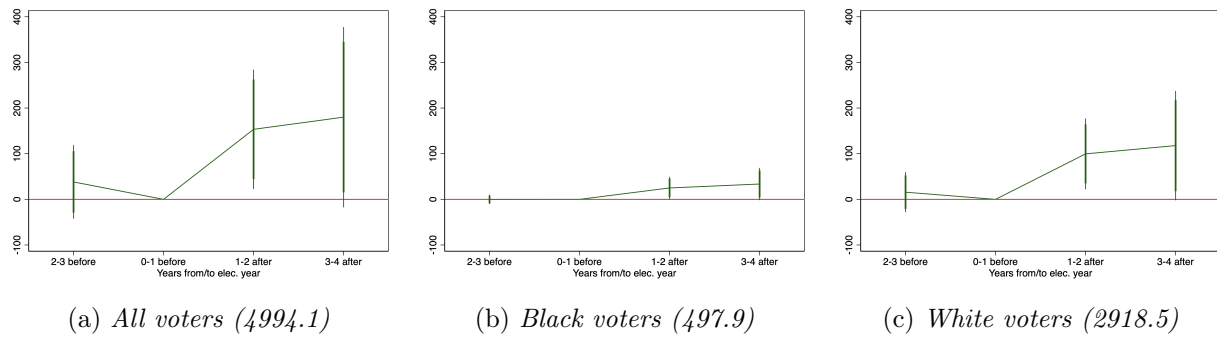 400
300
200
100
0
-100
2-3 before 0-1 before 1-2 after 3-4 after
Years from/to elec. year
(a) All voters (4994.1)
400
300
200
100
0
-100
2-3 before 0-1 before 1-2 after 3-4 after
Years from/to elec. year
(b) Black voters (497.9)
400
300
200
100
0
-100
2-3 before 0-1 before 1-2 after 3-4 after
Years from/to elec. year
(c) White voters (2918.5)